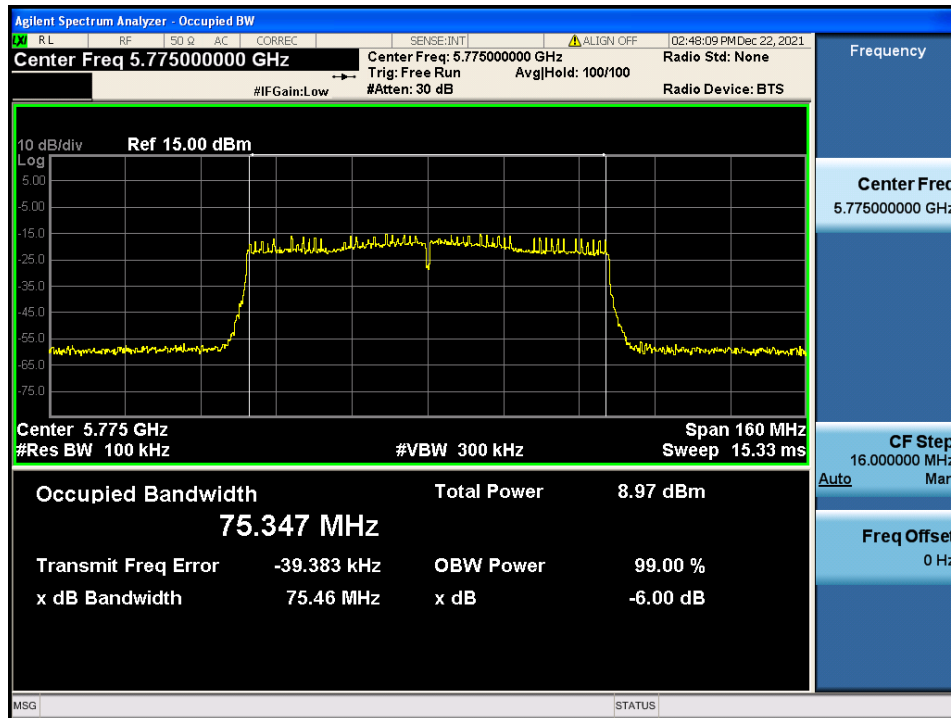 Agilent Spectrum Analyzer - Occupied BW
LXI RL RF 50 Ω AC CORREC SENSE:INT ALIGN OFF 02:48:09 PM Dec 22, 2021
Center Freq 5.775000000 GHz
Center Freq: 5.775000000 GHz
Radio Std: None
Trig: Free Run Avg|Hold: 100/100
#IFGain:Low
#Atten: 30 dB
Radio Device: BTS
10 dB/div Ref 15.00 dBm
Log
5.00
-5.00
-15.0
-25.0
-35.0
-45.0
-55.0
-65.0
-75.0
Center 5.775 GHz
Span 160 MHz
#Res BW 100 kHz
#VBW 300 kHz
Sweep 15.33 ms
Occupied Bandwidth
75.347 MHz
Total Power 8.97 dBm
Transmit Freq Error -39.383 kHz
OBW Power 99.00 %
x dB Bandwidth 75.46 MHz
x dB -6.00 dB
Frequency
Center Freq
5.775000000 GHz
CF Step
16.000000 MHz
Auto Man
Freq Offset
0 Hz
MSG
STATUS